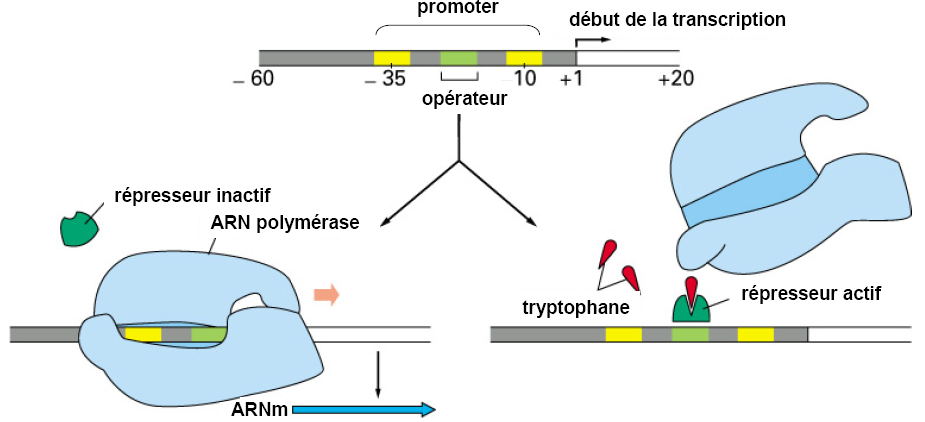 promoter
début de la transcription
– 60
– 35
10
+1
+20
opérateur
répresseur inactif
ARN polymérase
tryptophane
répresseur actif
ARNm